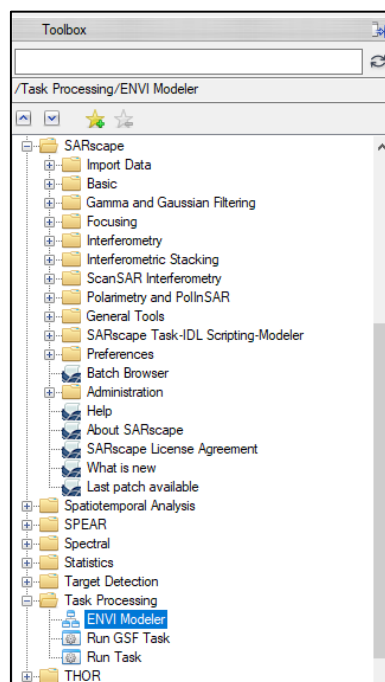 Toolbox
/Task Processing/ENVI Modeler
SARscape
Import Data
Basic
Gamma and Gaussian Filtering
Focusing
Interferometry
Interferometric Stacking
ScanSAR Interferometry
Polarimetry and PolInSAR
General Tools
SARscape Task-IDL Scripting-Modeler
Preferences
Batch Browser
Administration
Help
About SARscape
SARscape License Agreement
What is new
Last patch available
Spatiotemporal Analysis
SPEAR
Spectral
Statistics
Target Detection
Task Processing
ENVI Modeler
Run GSF Task
Run Task
THOR